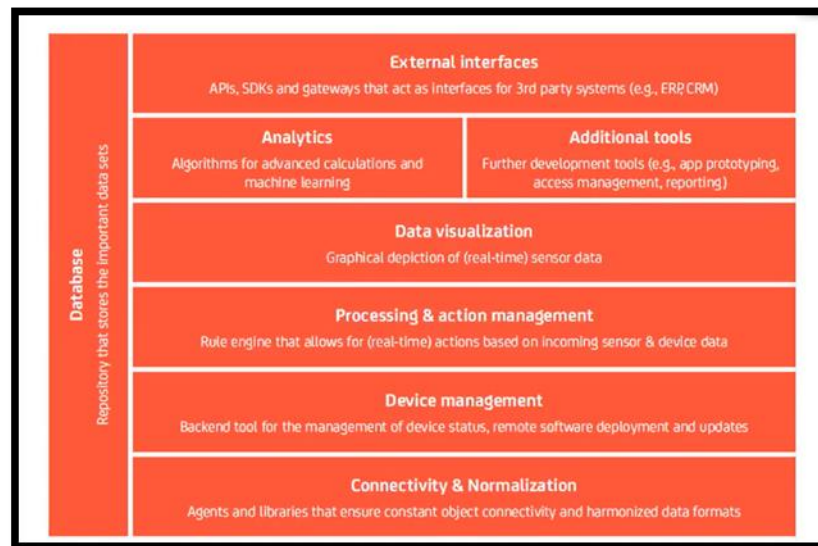 External interfaces
APIs, SDKs and gateways that act as interfaces for 3rd party systems (e.g., ERP, CRM)
Analytics
Algorithms for advanced calculations and
machine learning
Additional tools
Further development tools (e.g., app prototyping,
access management, reporting)
Data visualization
Graphical depiction of (real-time) sensor data
Processing & action management
Rule engine that allows for (real-time) actions based on incoming sensor & device data
Device management
Backend tool for the management of device status, remote software deployment and updates
Connectivity & Normalization
Agents and libraries that ensure constant object connectivity and harmonized data formats
Database
Repository that stores the important data sets